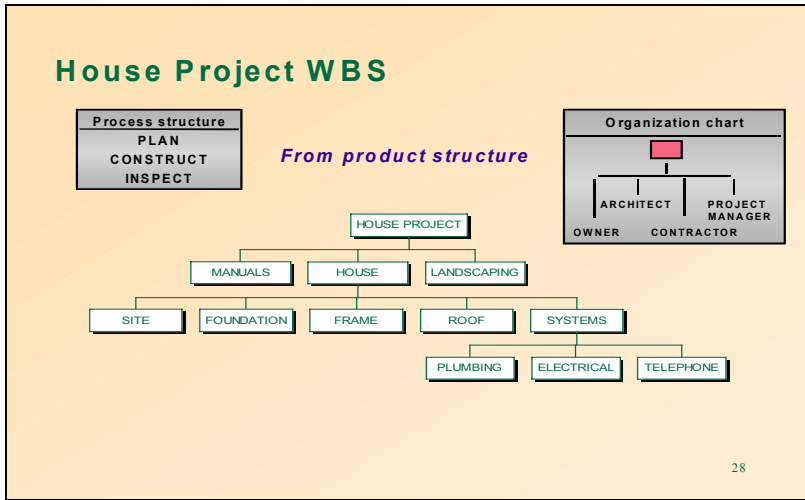 House Project WBS
Process structure
PLAN
CONSTRUCT
INSPECT
From product structure
Organization chart
ARCHITECT
PROJECT
MANAGER
OWNER
CONTRACTOR
HOUSE PROJECT
MANUALS
HOUSE
LANDSCAPING
SITE
FOUNDATION
FRAME
ROOF
SYSTEMS
PLUMBING
ELECTRICAL
TELEPHONE
28